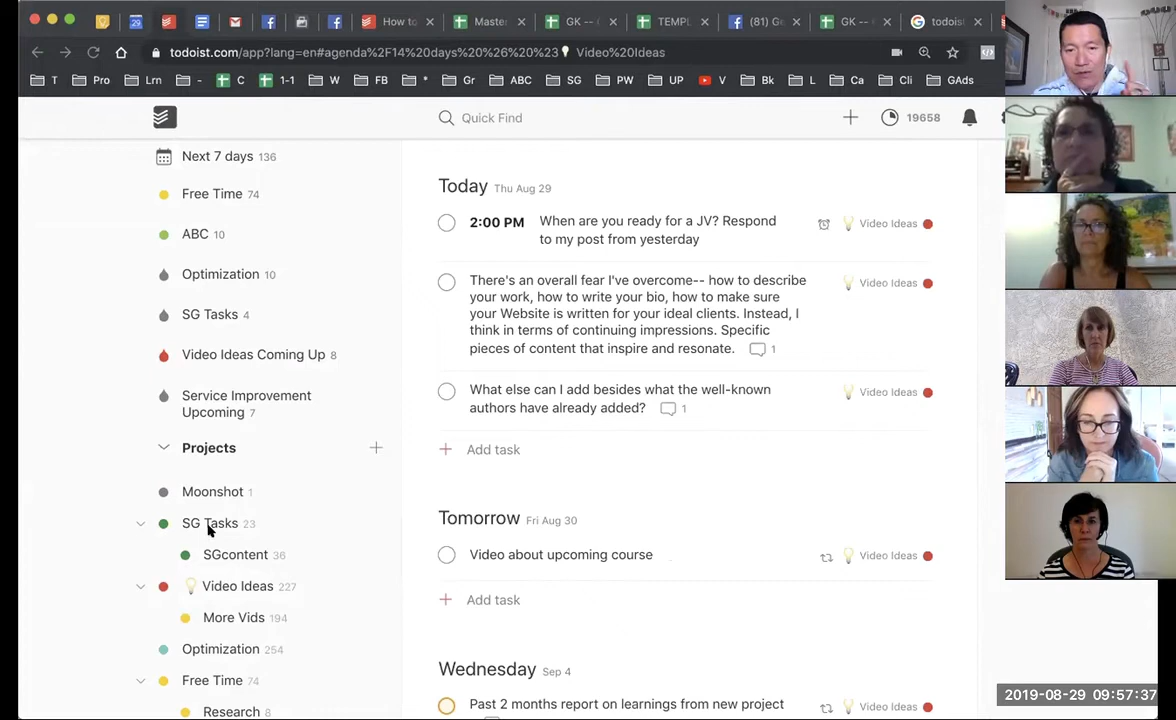 How to
Master
GK -- (
TEMPL
(81) Ge
GK -- 
todois
todoist.com/app?lang=en#agenda%2F14%20days%20%26%20%23💡 Video%20Ideas
T
Pro
Lrn
-
C
1-1
W
FB
*
Gr
ABC
SG
PW
UP
V
Bk
L
Ca
Cli
GAds
Quick Find
19658
Next 7 days 136
Free Time 74
ABC 10
Optimization 10
SG Tasks 4
Video Ideas Coming Up 8
Service Improvement
Upcoming 7
Projects
Moonshot 1
SG Tasks 23
SGcontent 36
Video Ideas 227
More Vids 194
Optimization 254
Free Time 74
Research 8
Today Thu Aug 29
2:00 PM When are you ready for a JV? Respond
to my post from yesterday
Video Ideas
There's an overall fear I've overcome-- how to describe
your work, how to write your bio, how to make sure
your Website is written for your ideal clients. Instead, I
think in terms of continuing impressions. Specific
pieces of content that inspire and resonate. 1
Video Ideas
What else can I add besides what the well-known
authors have already added? 1
Video Ideas
+ Add task
Tomorrow Fri Aug 30
Video about upcoming course
Video Ideas
+ Add task
Wednesday Sep 4
Past 2 months report on learnings from new project
Video Ideas
2019-08-29 09:57:37